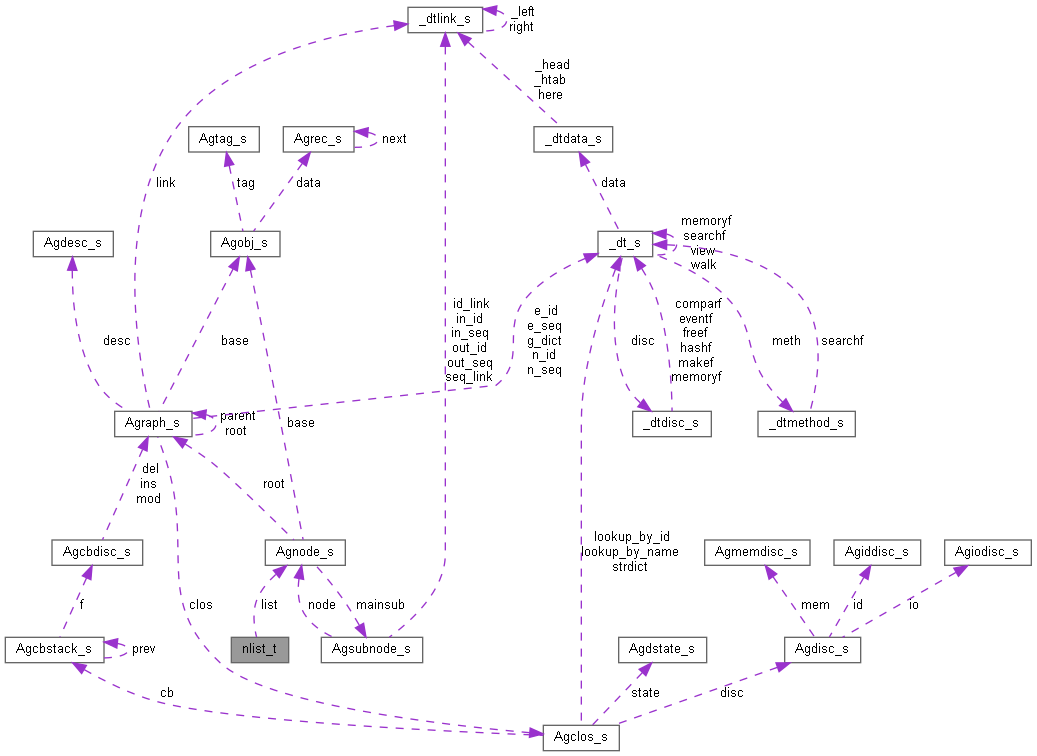 _dtlink_s
_left
right
_head
_htab
here
Agtag_s
Agrec_s
next
_dtdata_s
link
tag
data
data
Agdesc_s
Agobj_s
_dt_s
memoryf
searchf
view
walk
desc
base
id_link
in_id
in_seq
out_id
out_seq
seq_link
e_id
e_seq
g_dict
n_id
n_seq
disc
comparf
eventf
freef
hashf
makef
memoryf
meth
searchf
Agraph_s
parent
root
base
_dtdisc_s
_dtmethod_s
del
ins
mod
root
lookup_by_id
lookup_by_name
strdict
Agcbdisc_s
Agnode_s
Agmemdisc_s
Agiddisc_s
Agiodisc_s
f
clos
list
node
mainsub
mem
id
io
Agcbstack_s
prev
nlist_t
Agsubnode_s
Agdstate_s
Agdisc_s
cb
state
disc
Agclos_s